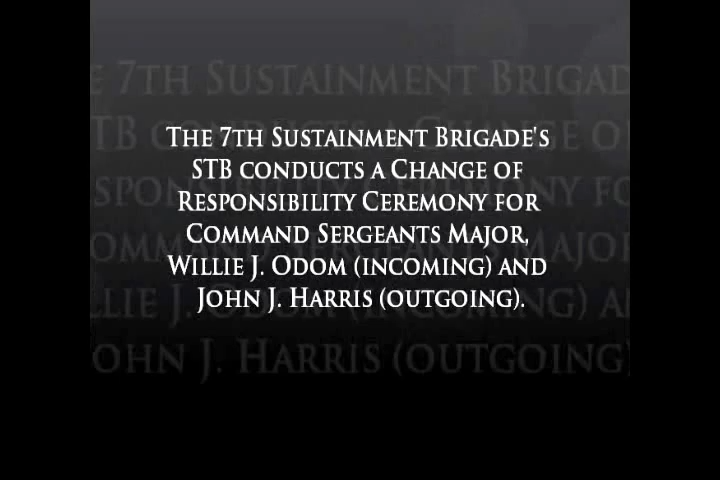 The 7th Sustainment Brigade's
STB conducts a Change of
Responsibility Ceremony for
Command Sergeants Major,
Willie J. Odom (incoming) and
John J. Harris (outgoing).